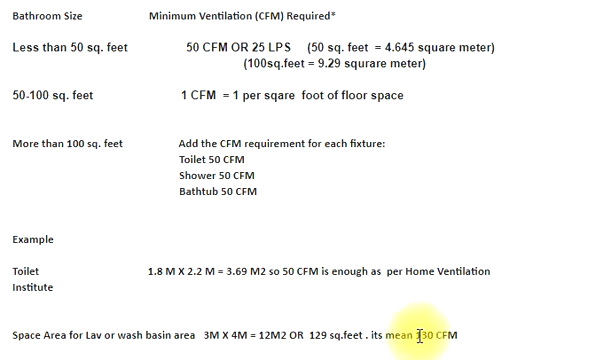 Bathroom Size Minimum Ventilation (CFM) Required*
Less than 50 sq. feet 50 CFM OR 25 LPS (50 sq. feet = 4.645 square meter)
(100sq.feet = 9.29 squrare meter)
50-100 sq. feet 1 CFM = 1 per sqare foot of floor space
More than 100 sq. feet Add the CFM requirement for each fixture:
Toilet 50 CFM
Shower 50 CFM
Bathtub 50 CFM
Example
Toilet 1.8 M X 2.2 M = 3.69 M2 so 50 CFM is enough as per Home Ventilation
Institute
Space Area for Lav or wash basin area 3M X 4M = 12M2 OR 129 sq.feet . its mean 130 CFM